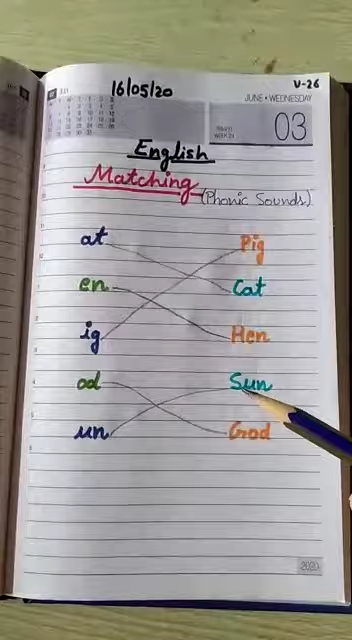 V-26
16/05/20
JUNE • WEDNESDAY
03
English
Matching (Phonic Sounds)
at Pig
en Cat
ig Hen
od Sun
un God
2020